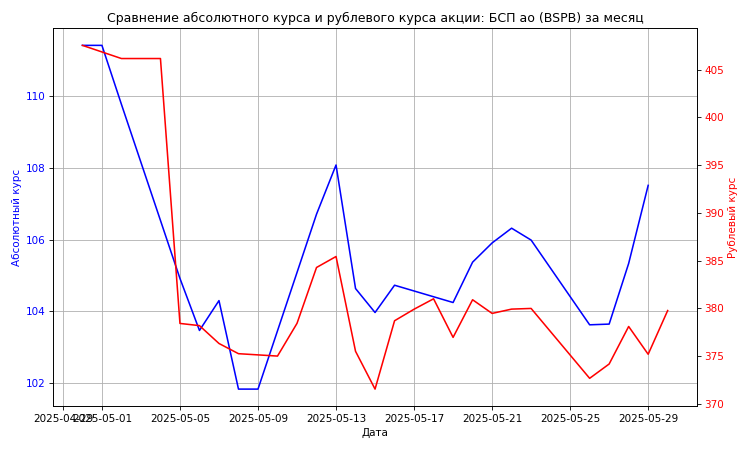 Сравнение абсолютного курса и рублевого курса акции: БСП ао (BSPB) за месяц
Абсолютный курс
110
108
106
104
102
405
400
395
390
385
380
375
370
Рублевый курс
2025-04-29 2025-05-01 2025-05-05 2025-05-09 2025-05-13 2025-05-17 2025-05-21 2025-05-25 2025-05-29
Дата